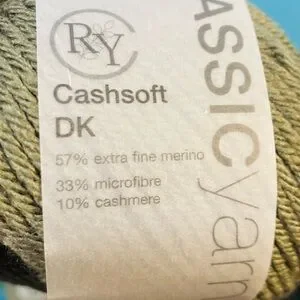 RY
Cashsoft
DK
57% extra fine merino
33% microfibre
10% cashmere
ASSIC yarn